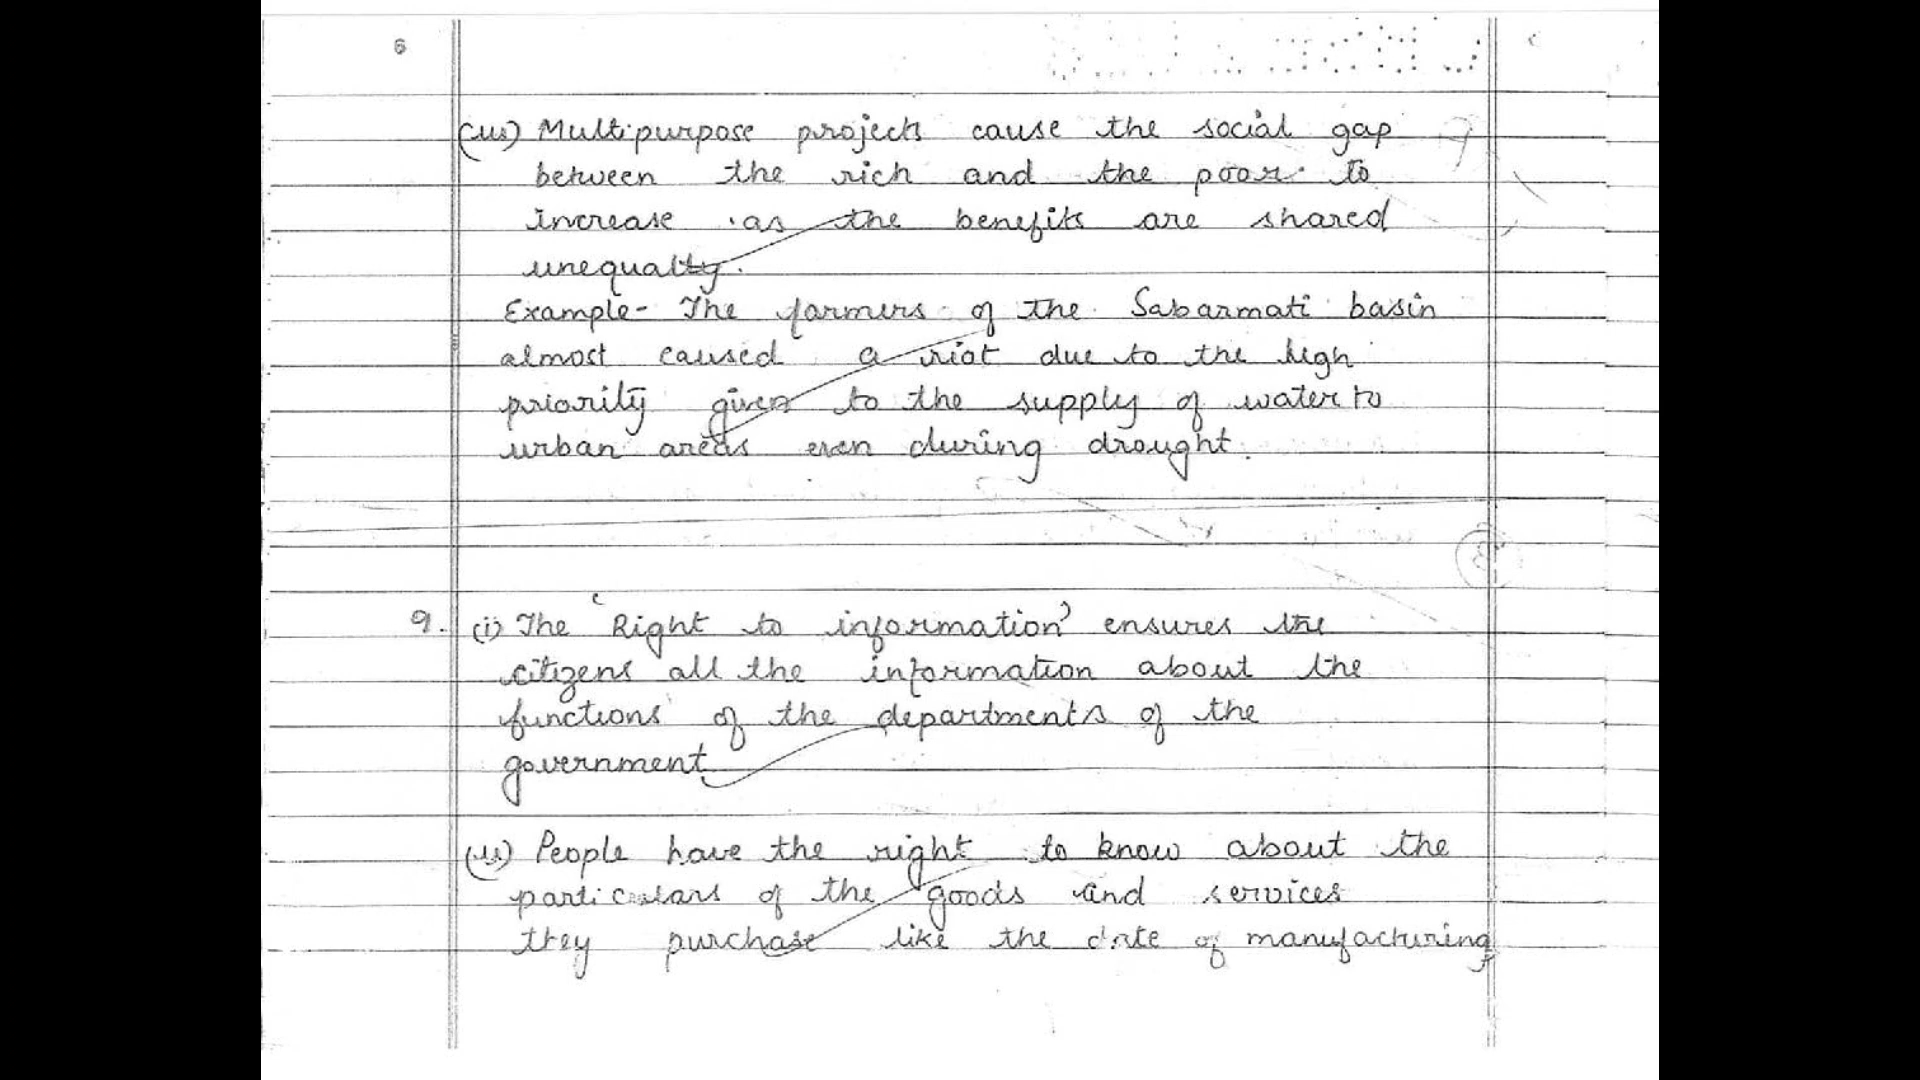 6
(iii) Multipurpose projects cause the social gap
between the rich and the poor to
increase as the benefits are shared
unequally.
Example- The farmers of the Sabarmati basin
almost caused a riot due to the high
priority given to the supply of water to
urban areas even during drought.
9. (i) The 'Right to information' ensures the
citizens all the information about the
functions of the departments of the
government
(ii) People have the right to know about the
particulars of the goods and services
they purchase like the date of manufacturing,